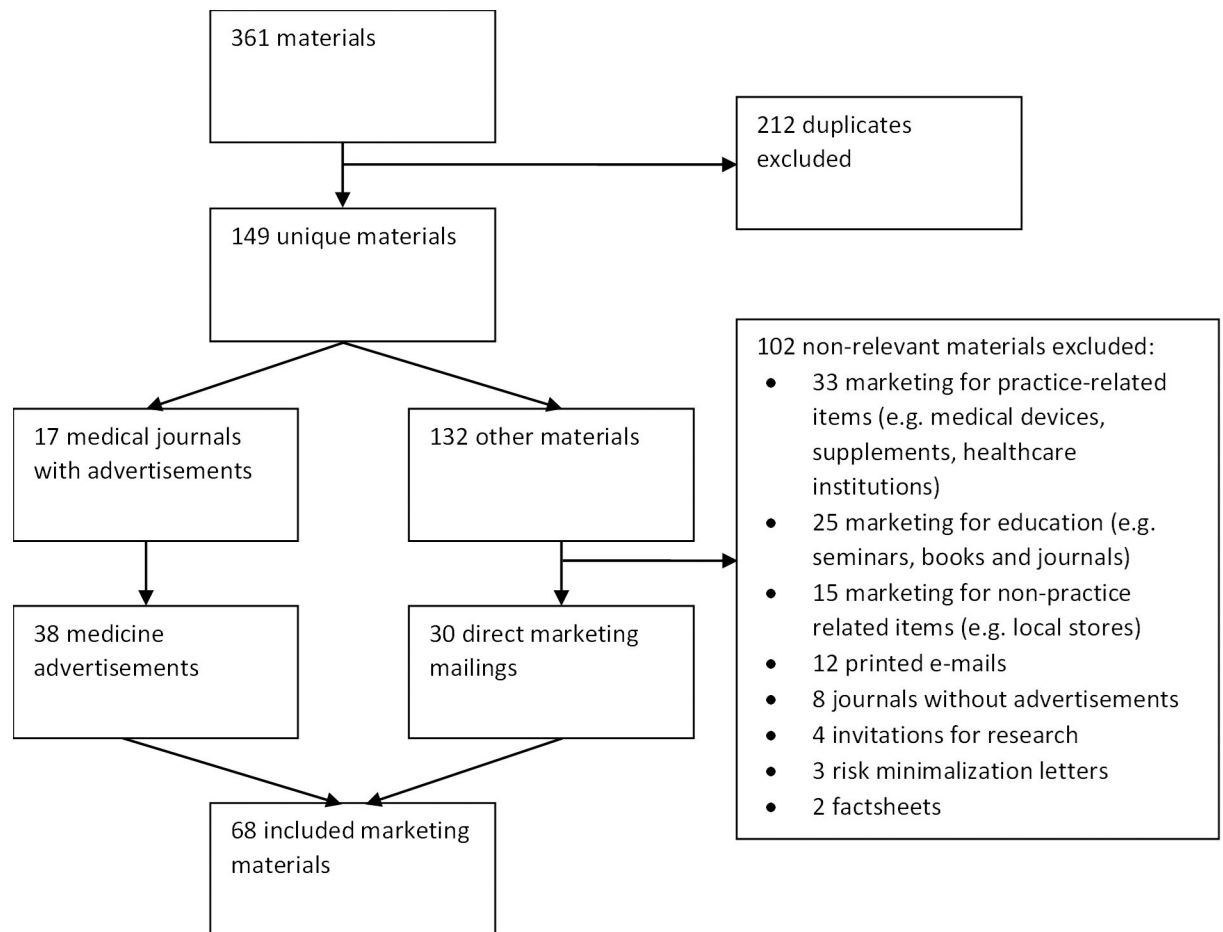 361 materials
212 duplicates
excluded
149 unique materials
17 medical journals
with advertisements
132 other materials
102 non-relevant materials excluded:
• 33 marketing for practice-related
items (e.g. medical devices,
supplements, healthcare
institutions)
• 25 marketing for education (e.g.
seminars, books and journals)
• 15 marketing for non-practice
related items (e.g. local stores)
• 12 printed e-mails
• 8 journals without advertisements
• 4 invitations for research
• 3 risk minimalization letters
• 2 factsheets
38 medicine
advertisements
30 direct marketing
mailings
68 included marketing
materials